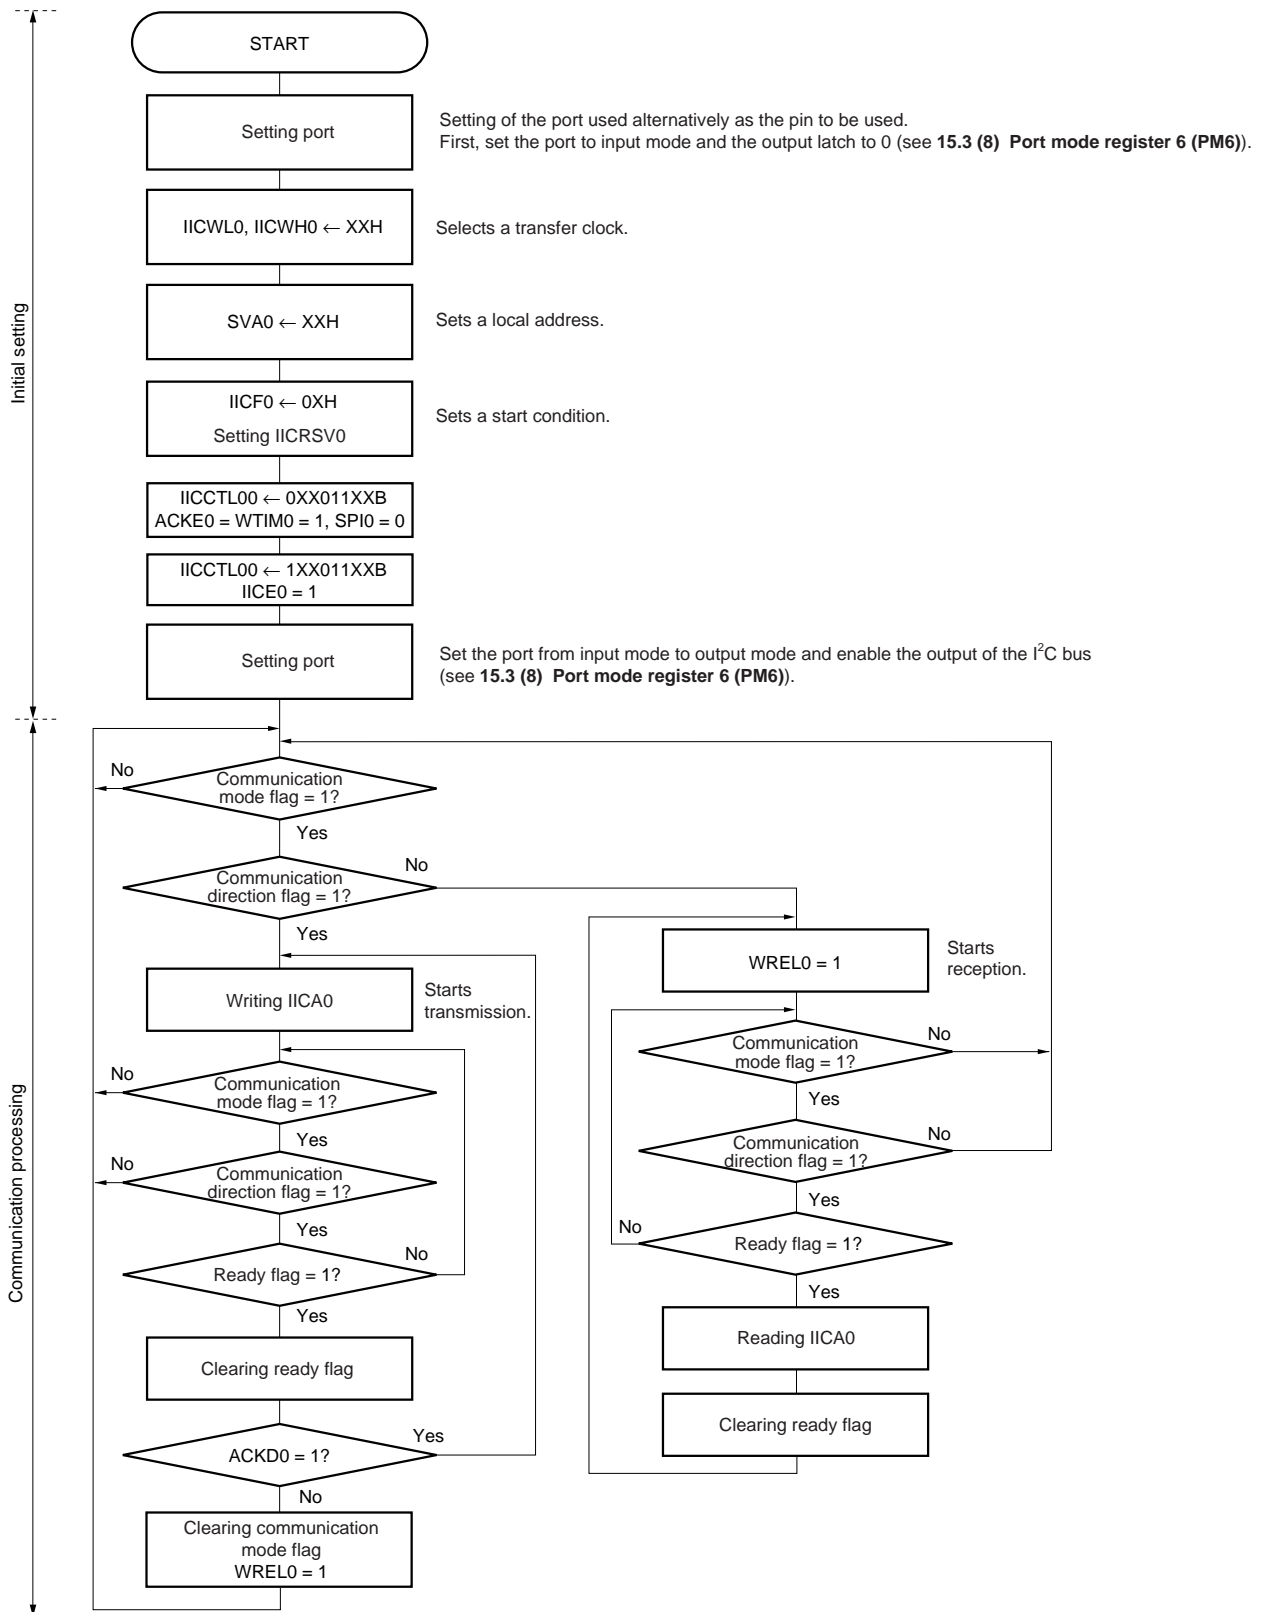 START
Setting port
Setting of the port used alternatively as the pin to be used.
First, set the port to input mode and the output latch to 0 (see 15.3 (8) Port mode register 6 (PM6)).
IICWL0, IICWH0 ← XXH
Selects a transfer clock.
SVA0 ← XXH
Sets a local address.
Initial setting
IICF0 ← 0XH
Setting IICRSV0
Sets a start condition.
IICCTL00 ← 0XX011XXB
ACKE0 = WTIM0 = 1, SPI0 = 0
IICCTL00 ← 1XX011XXB
IICE0 = 1
Setting port
Set the port from input mode to output mode and enable the output of the I²C bus
(see 15.3 (8) Port mode register 6 (PM6)).
No
Communication
mode flag = 1?
Yes
Communication
direction flag = 1?
No
Yes
Writing IICA0
Starts
transmission.
No
Communication
mode flag = 1?
Yes
No
Communication
direction flag = 1?
Yes
Ready flag = 1?
No
Yes
Clearing ready flag
ACKD0 = 1?
Yes
No
Clearing communication
mode flag
WREL0 = 1
Communication processing
WREL0 = 1
Starts
reception.
Communication
mode flag = 1?
No
Yes
Communication
direction flag = 1?
No
Yes
No
Ready flag = 1?
Yes
Reading IICA0
Clearing ready flag